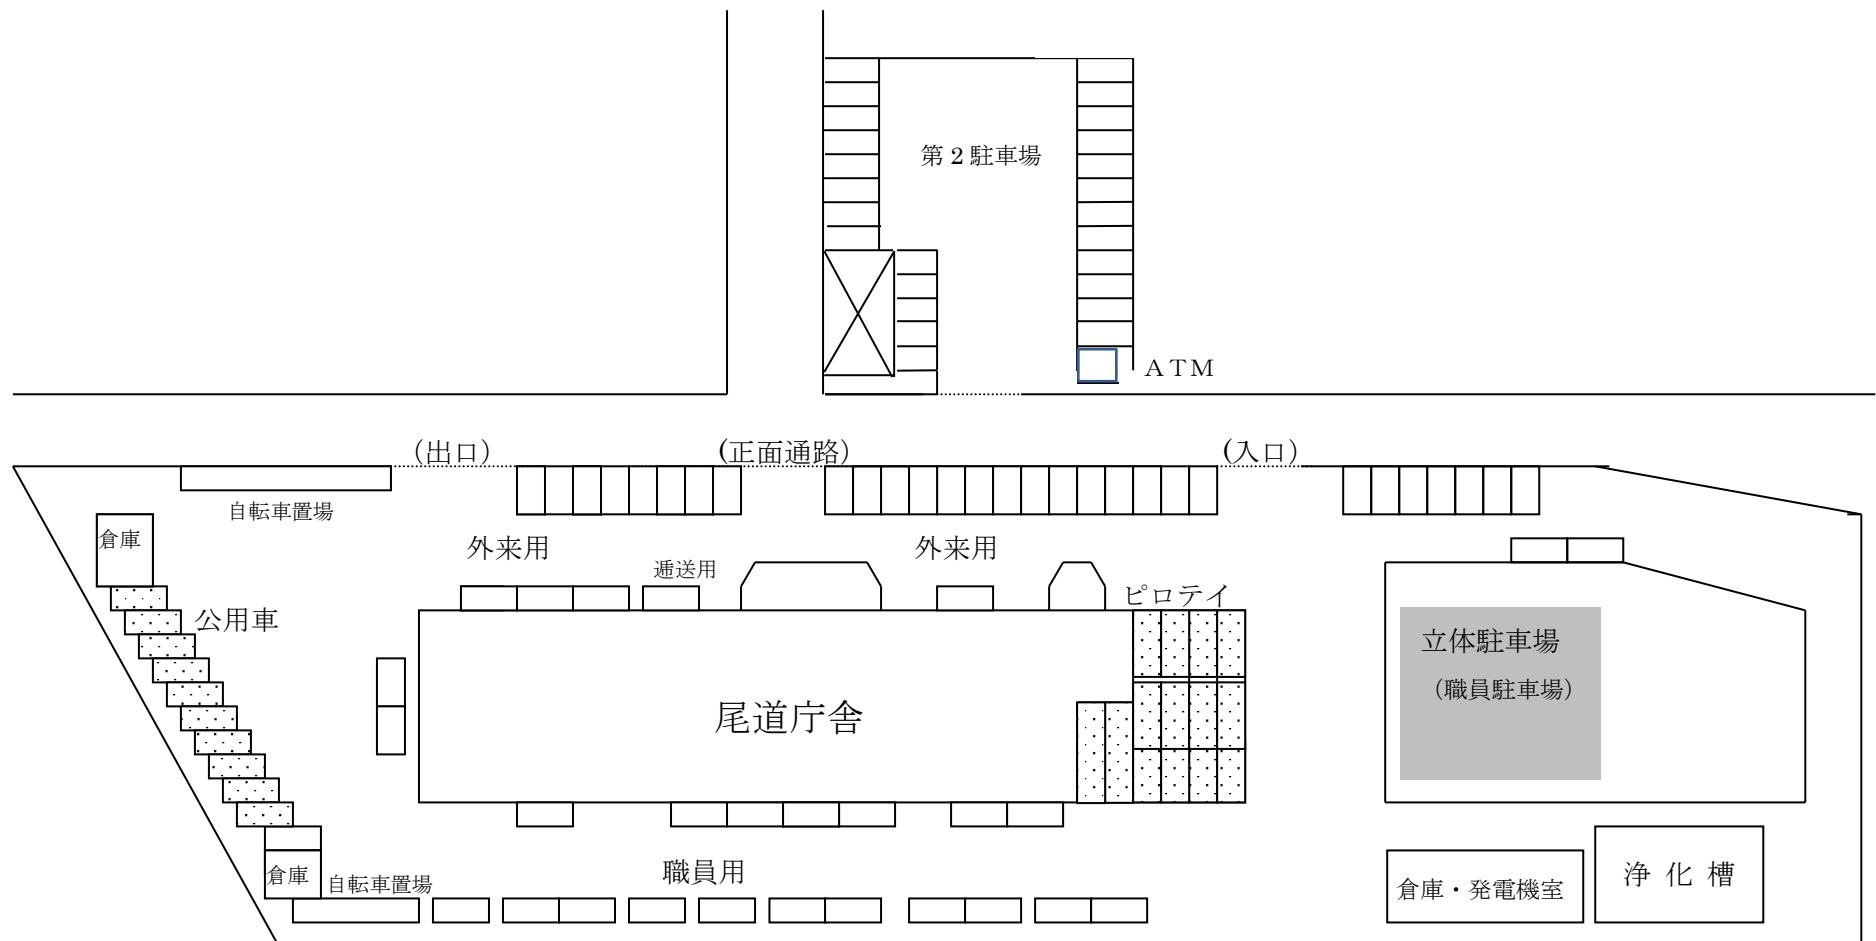 第２駐車場
ＡＴＭ
（出口）
（正面通路）
（入口）
自転車置場
倉庫
外来用
外来用
逓送用
ピロテイ
公用車
立体駐車場
（職員駐車場）
尾道庁舎
職員用
倉庫
自転車置場
倉庫・発電機室
浄 化 槽